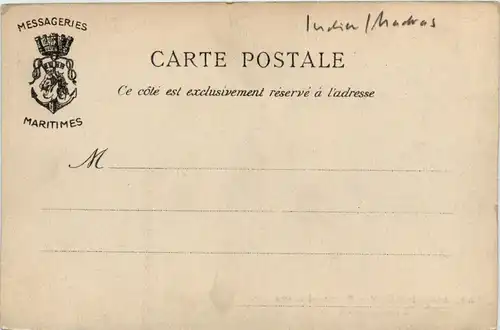 MESSAGERIES
MARITIMES
Indien / Madras
CARTE POSTALE
Ce côté est exclusivement réservé à l'adresse
M